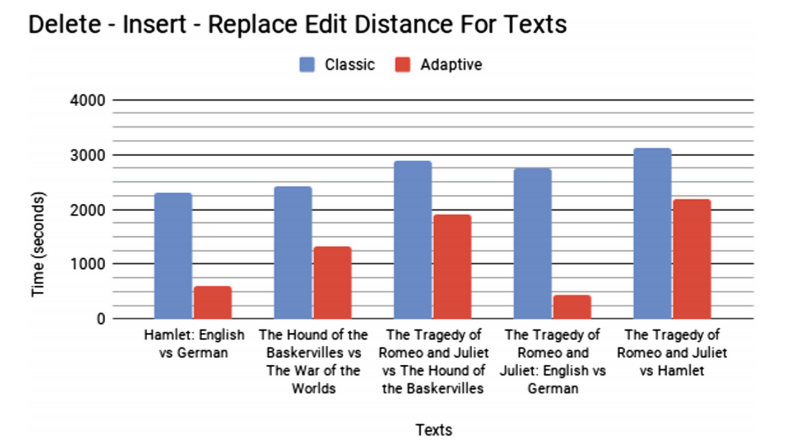 Delete - Insert - Replace Edit Distance For Texts
Classic
Adaptive
4000
3000
2000
1000
0
Time (seconds)
Hamlet: English
vs German
The Hound of the
Baskervilles vs
The War of the
Worlds
The Tragedy of
Romeo and Juliet
vs The Hound of
the Baskervilles
The Tragedy of
Romeo and
Juliet: English vs
German
The Tragedy of
Romeo and Juliet
vs Hamlet
Texts